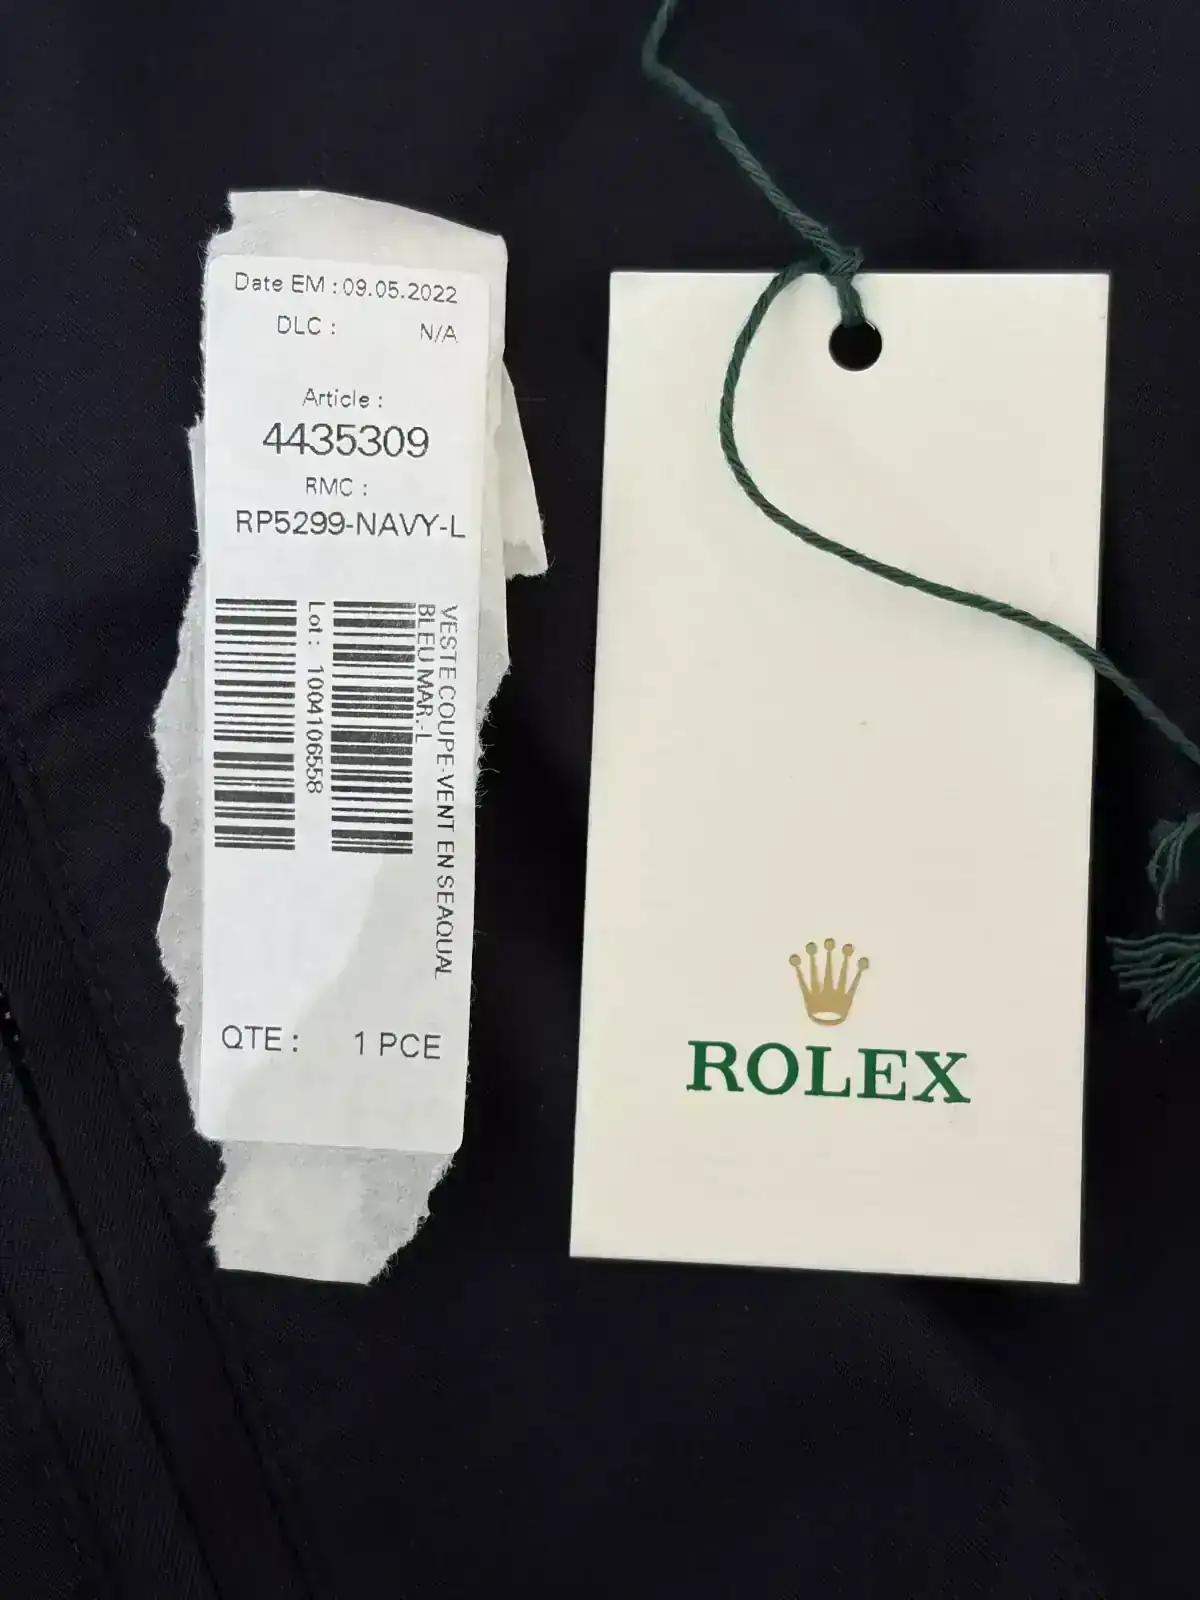 Date EM : 09.05.2022
DLC : N/A
Article :
4435309
RMC :
RP5299-NAVY-L
VESTE COUPE-VENT EN SEAQUAL
BLEU MAR.-L
Lot : 1004106558
QTE : 1 PCE
ROLEX